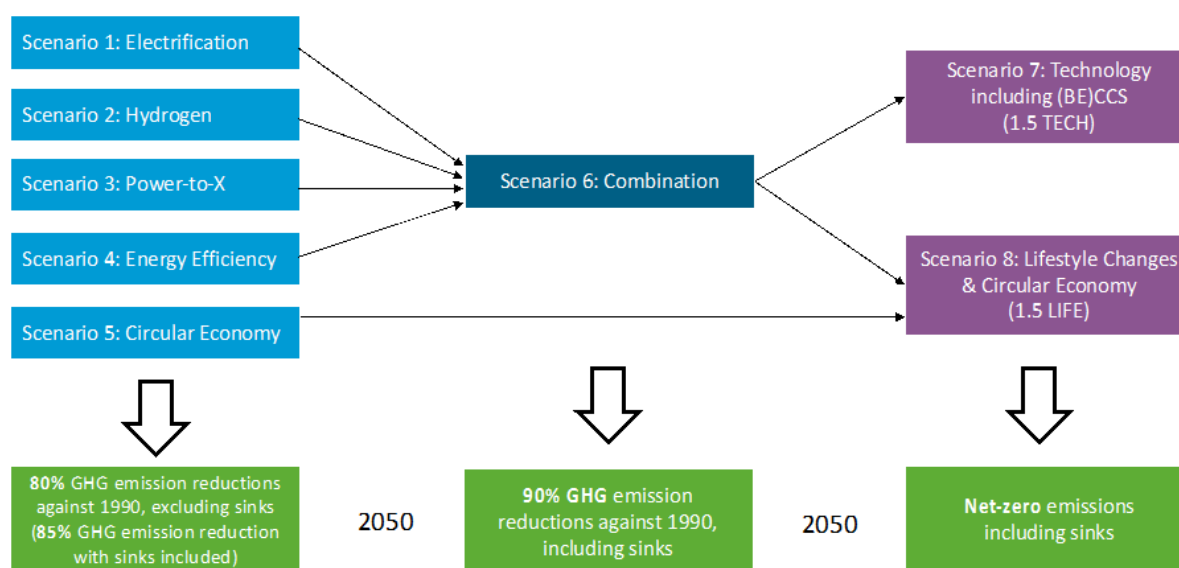 Scenario 1: Electrification
Scenario 2: Hydrogen
Scenario 3: Power-to-X
Scenario 4: Energy Efficiency
Scenario 5: Circular Economy
Scenario 6: Combination
Scenario 7: Technology
including (BE)CCS
(1.5 TECH)
Scenario 8: Lifestyle Changes
& Circular Economy
(1.5 LIFE)
80% GHG emission reductions
against 1990, excluding sinks
(85% GHG emission reduction
with sinks included)
2050
90% GHG emission
reductions against 1990,
including sinks
2050
Net-zero emissions
including sinks